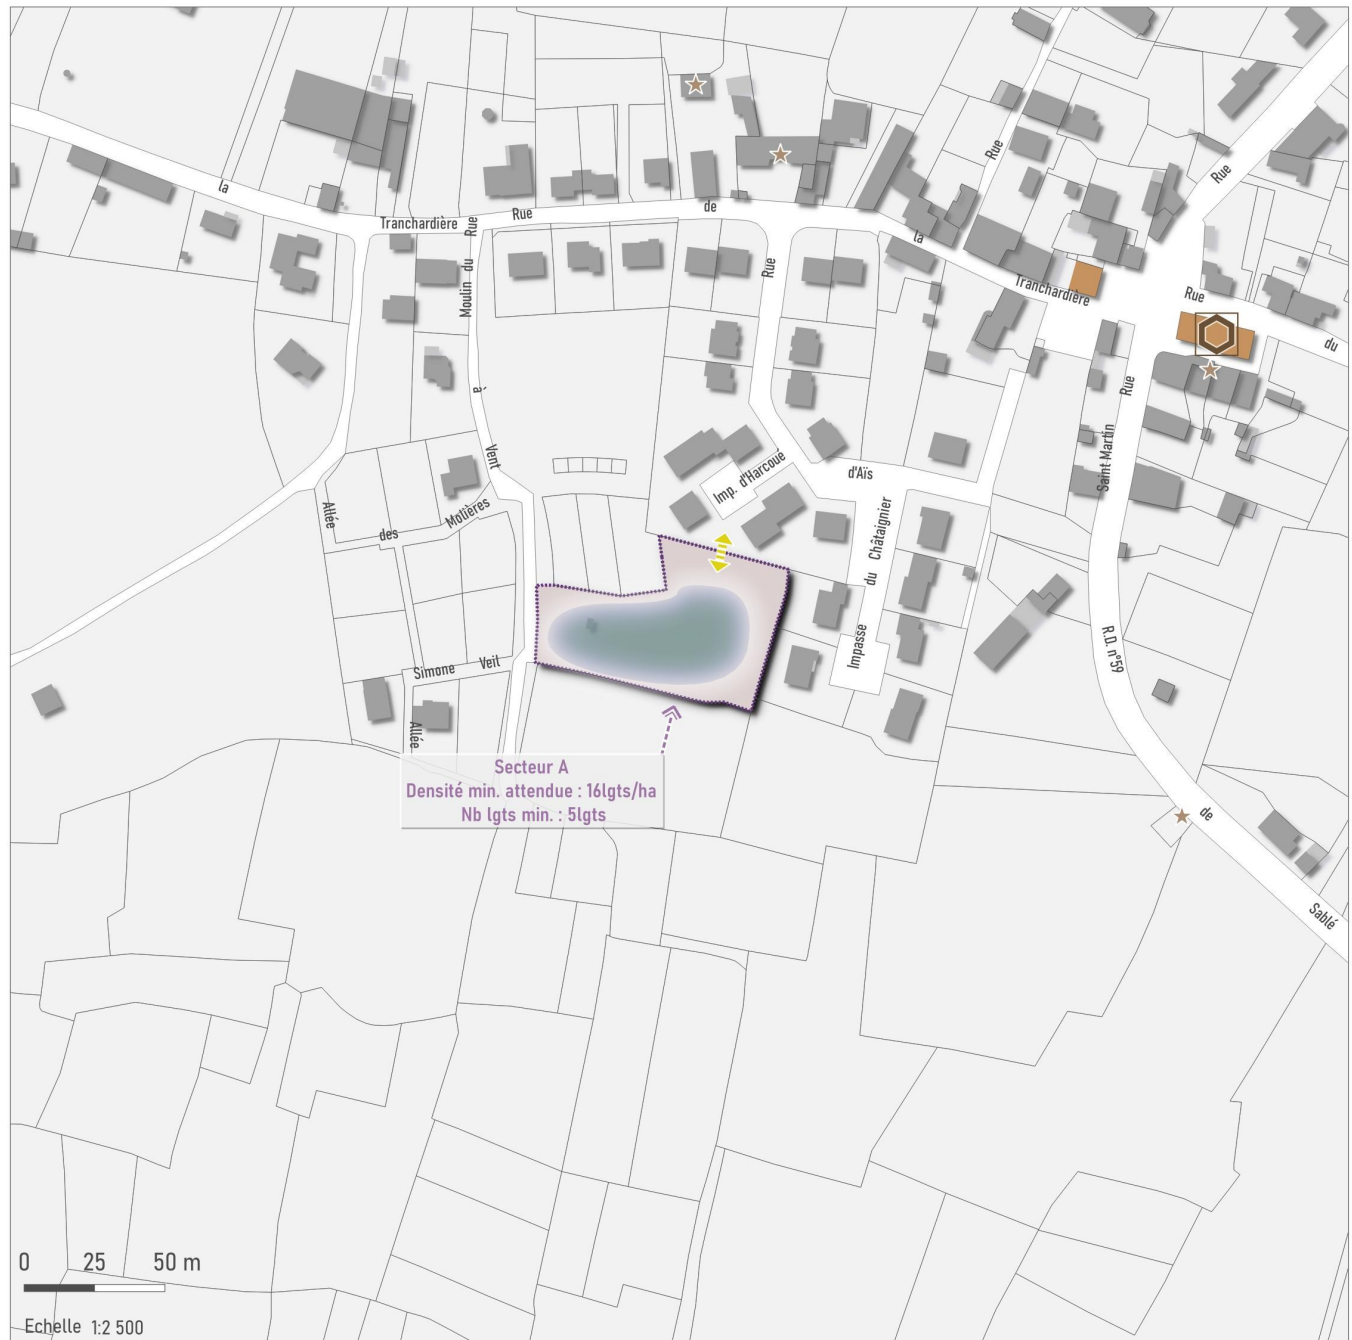 la
Tranchardière
Rue
de
la
Tranchardière
Rue
Rue
Rue
du
Moulin du Rue
à
Vent
Rue
d'Aïs
Imp. d'Harcoué
Impasse
du Châtaignier
Rue
Saint Martin
R.D. n°59
de
Sablé
Allée
des
Molières
Simone Veil
Allée
Secteur A
Densité min. attendue : 16lgts/ha
Nb lgts min. : 5lgts
0 25 50 m
Echelle 1:2 500